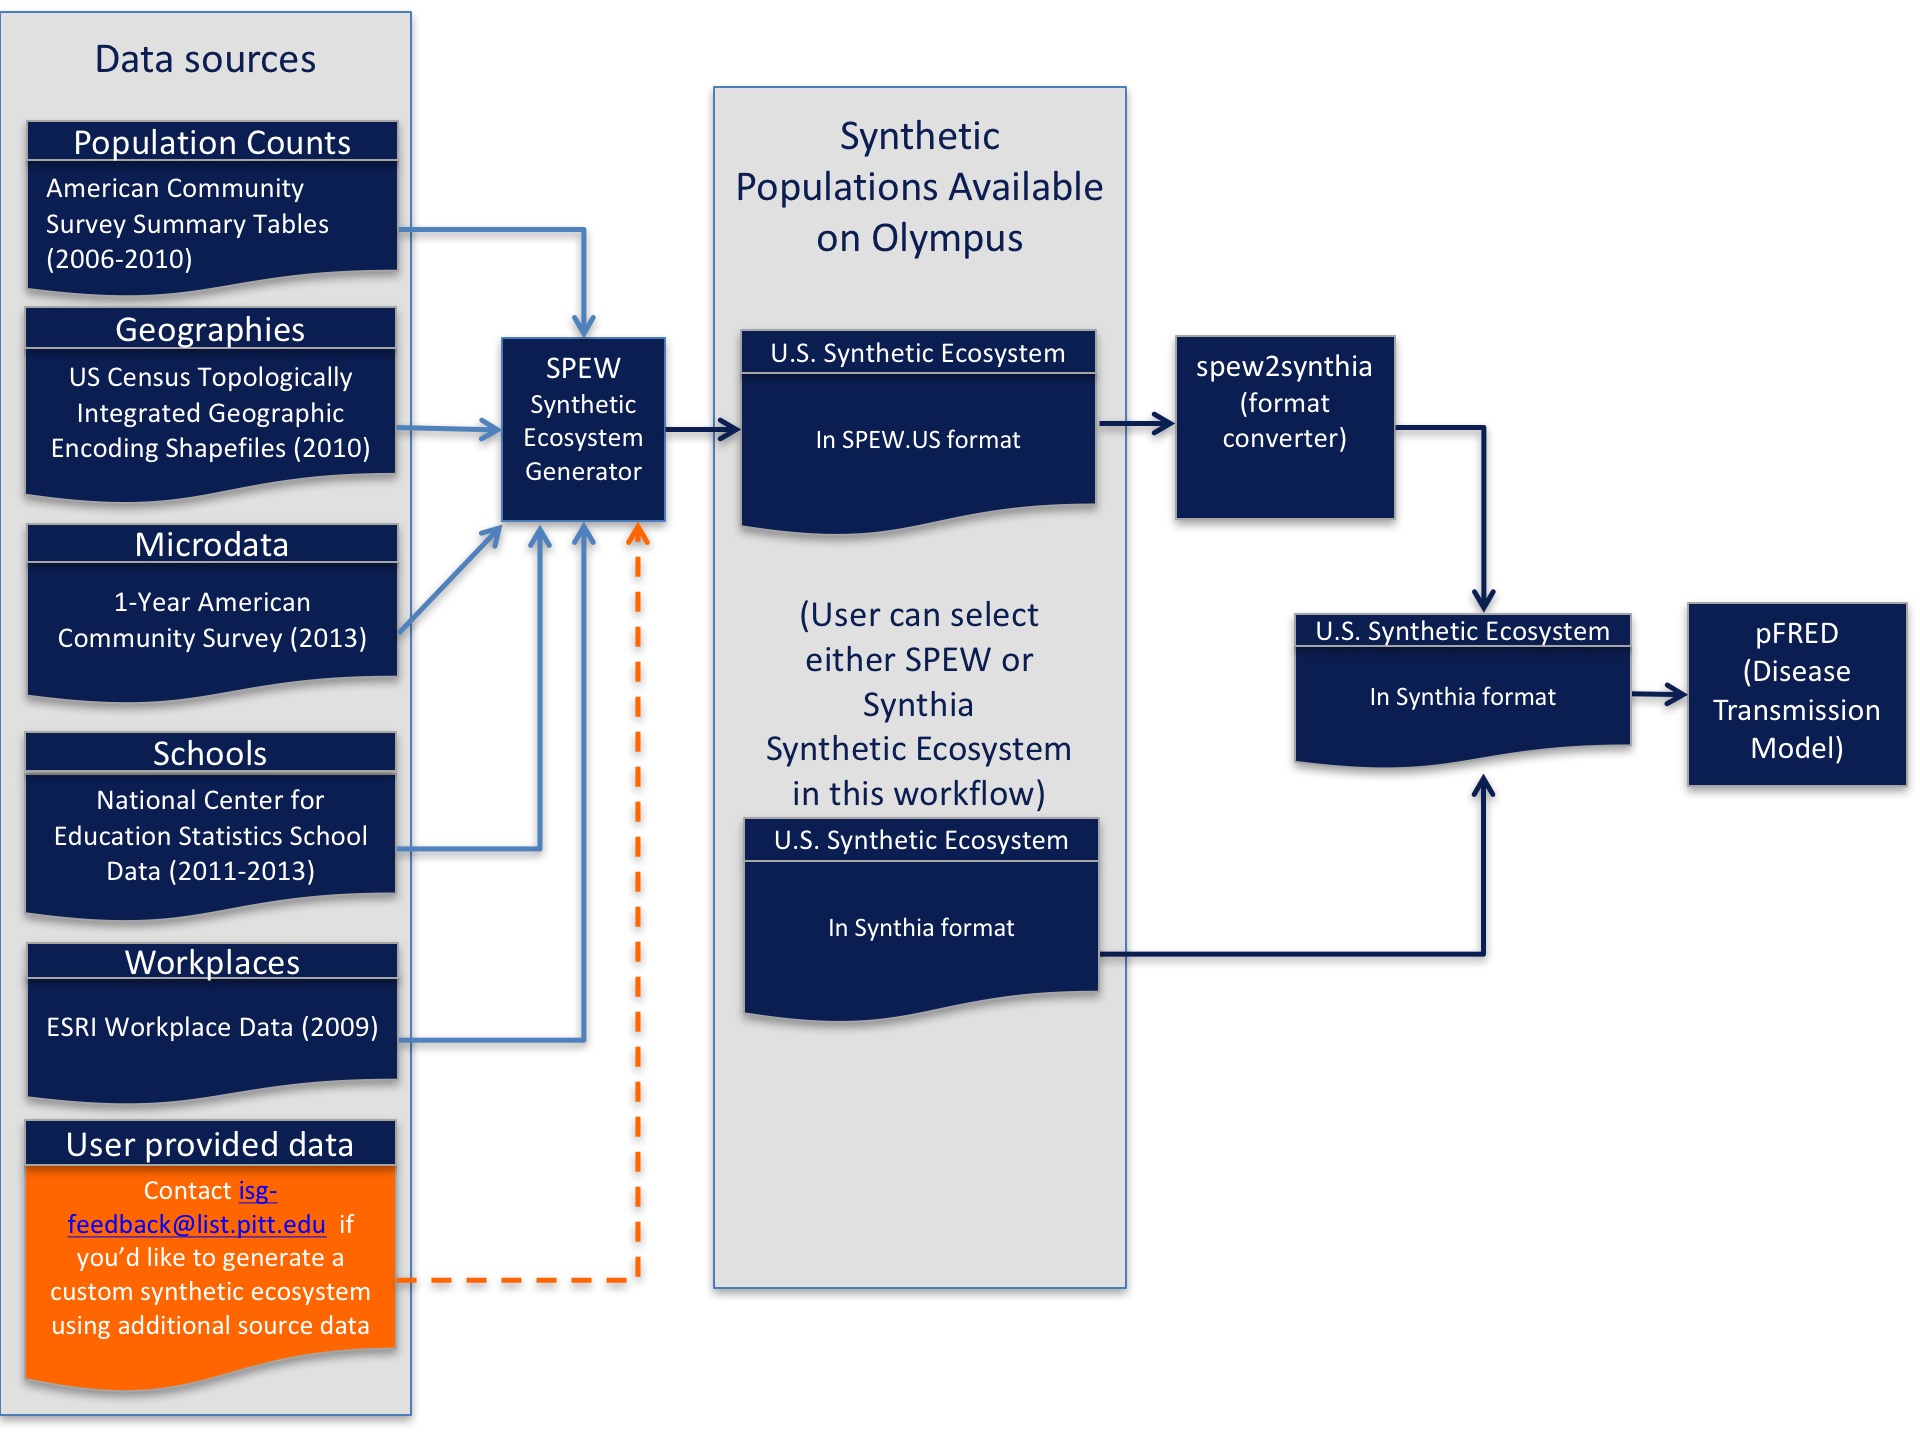 Data sources
Population Counts
American Community
Survey Summary Tables
(2006-2010)
Geographies
US Census Topologically
Integrated Geographic
Encoding Shapefiles (2010)
Microdata
1-Year American
Community Survey (2013)
Schools
National Center for
Education Statistics School
Data (2011-2013)
Workplaces
ESRI Workplace Data (2009)
User provided data
Contact isg-
feedback@list.pitt.edu if
you’d like to generate a
custom synthetic ecosystem
using additional source data
SPEW
Synthetic
Ecosystem
Generator
Synthetic
Populations Available
on Olympus
U.S. Synthetic Ecosystem
In SPEW.US format
(User can select
either SPEW or
Synthia
Synthetic Ecosystem
in this workflow)
U.S. Synthetic Ecosystem
In Synthia format
spew2synthia
(format
converter)
U.S. Synthetic Ecosystem
In Synthia format
pFRED
(Disease
Transmission
Model)